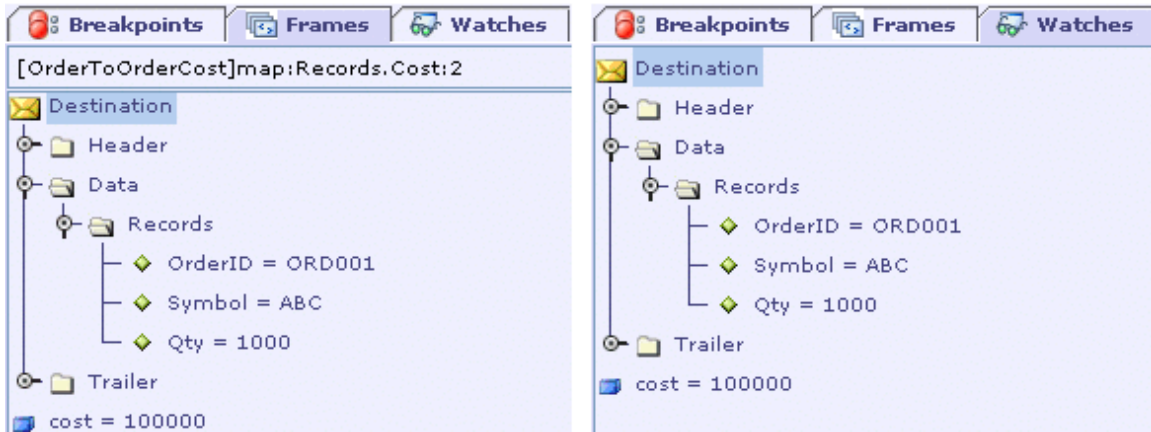 Breakpoints Frames Watches
[OrderToOrderCost]map:Records.Cost:2
Destination
Header
Data
Records
OrderID = ORD001
Symbol = ABC
Qty = 1000
Trailer
cost = 100000
Breakpoints Frames Watches
Destination
Header
Data
Records
OrderID = ORD001
Symbol = ABC
Qty = 1000
Trailer
cost = 100000